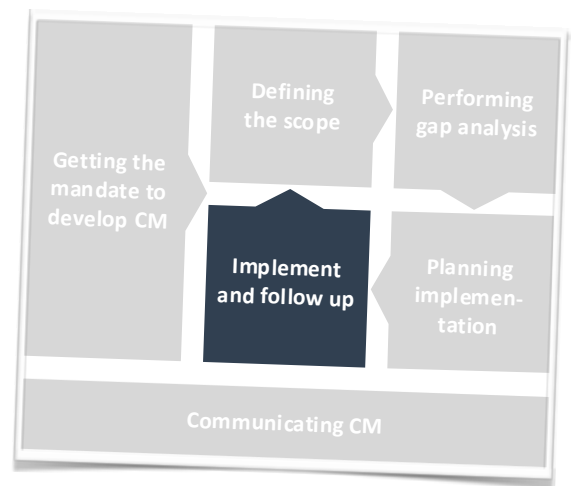 Getting the
mandate to
develop CM
Defining
the scope
Performing
gap analysis
Implement
and follow up
Planning
implemen-
tation
Communicating CM